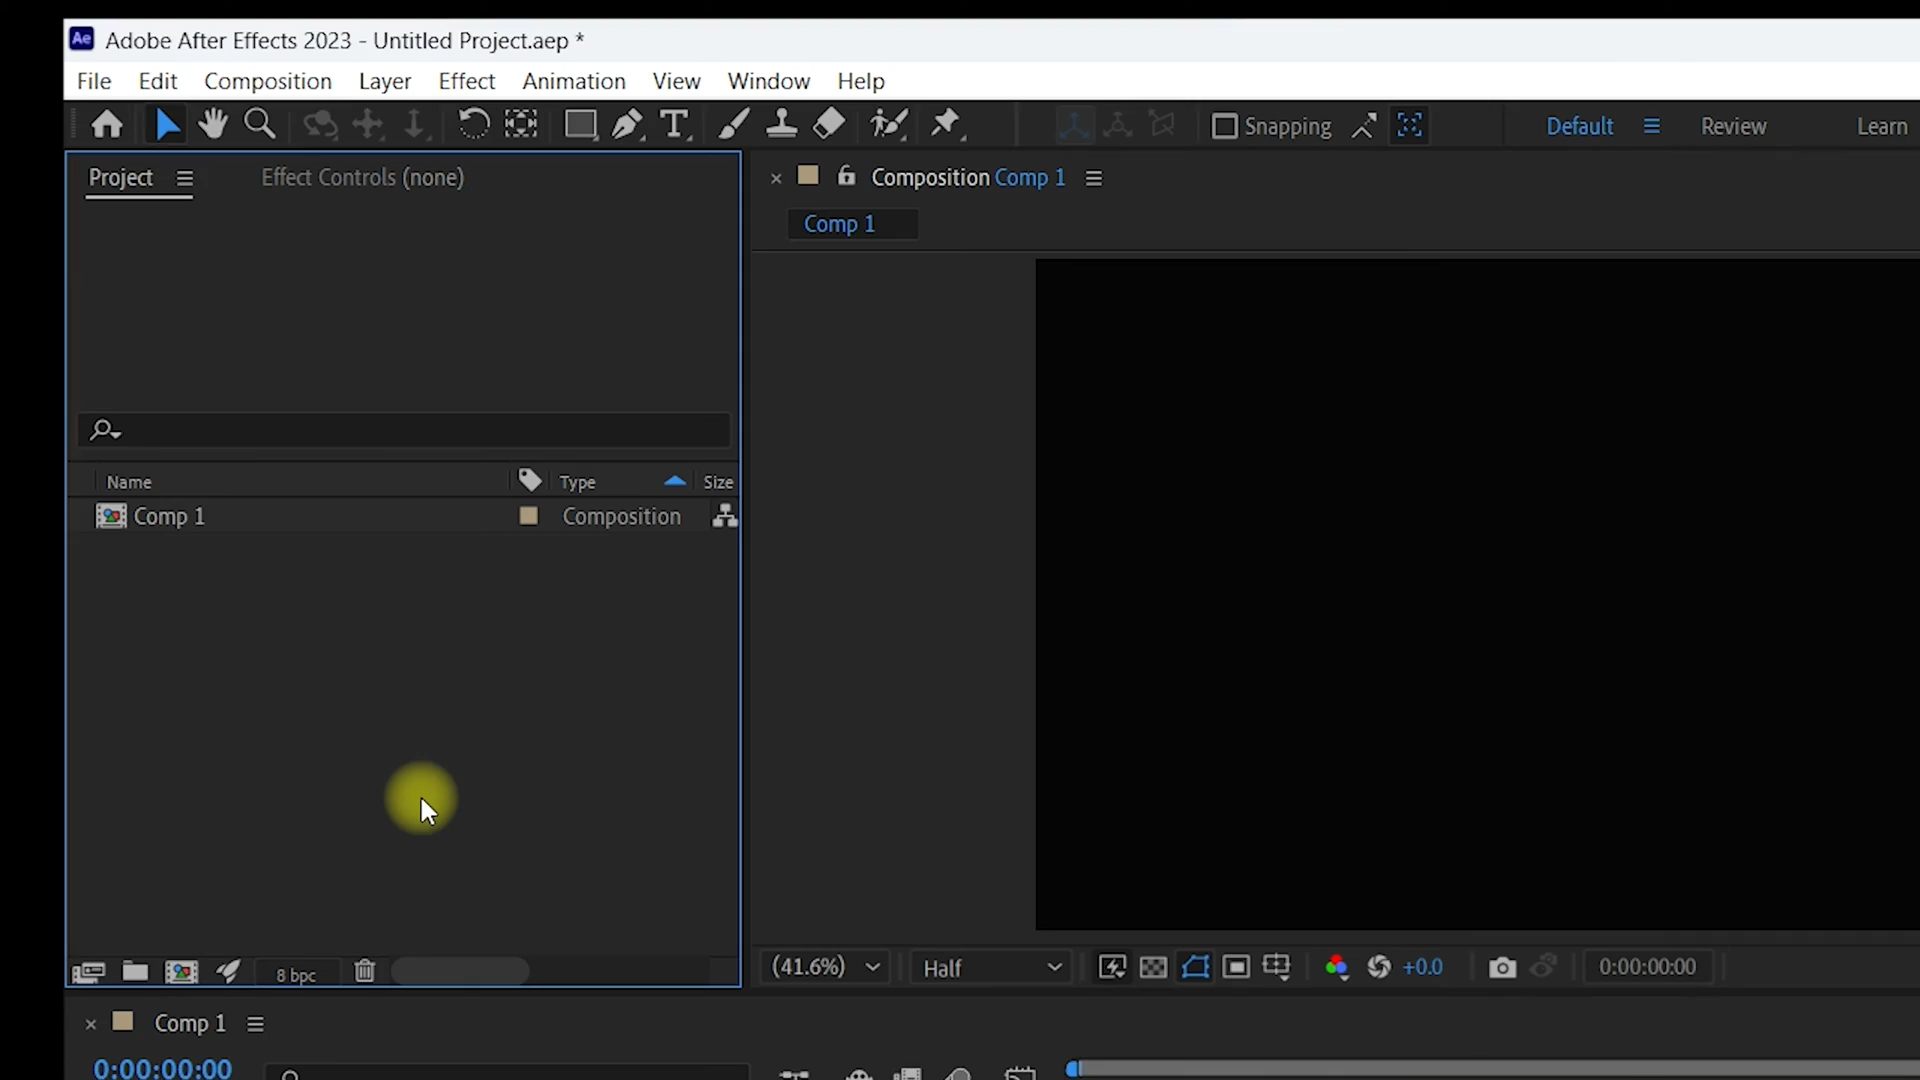 Ae Adobe After Effects 2023 - Untitled Project.aep *
File Edit Composition Layer Effect Animation View Window Help
Snapping Default Review Learn
Project Effect Controls (none)
Composition Comp 1
Comp 1
Name Type Size
Comp 1 Composition
8 bpc
(41.6%) Half +0.0 0:00:00:00
Comp 1
0:00:00:00